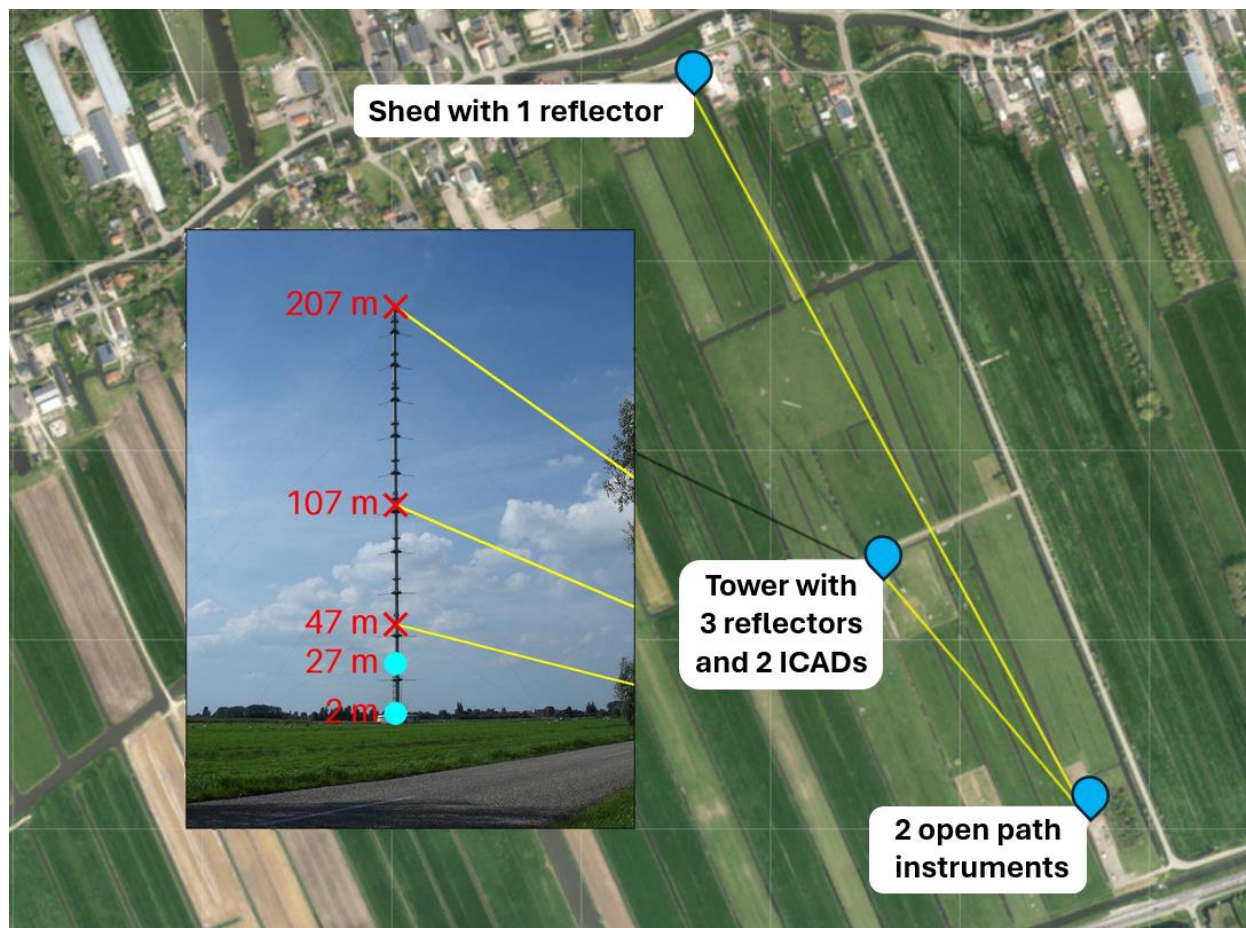 Shed with 1 reflector
207 m
107 m
47 m
27 m
2 m
Tower with
3 reflectors
and 2 ICADs
2 open path
instruments